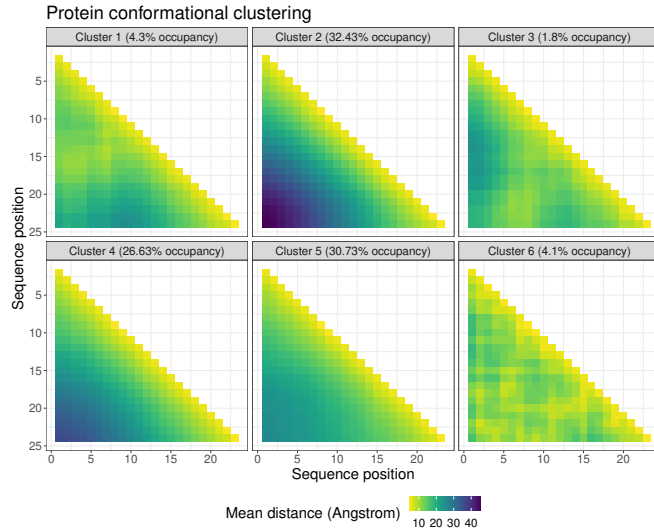 Protein conformational clustering
Cluster 1 (4.3% occupancy)
Cluster 2 (32.43% occupancy)
Cluster 3 (1.8% occupancy)
5
10
15
20
25
Cluster 4 (26.63% occupancy)
Cluster 5 (30.73% occupancy)
Cluster 6 (4.1% occupancy)
5
10
15
20
25
Sequence position
0 5 10 15 20
0 5 10 15 20
0 5 10 15 20
Sequence position
Mean distance (Angstrom)
10 20 30 40